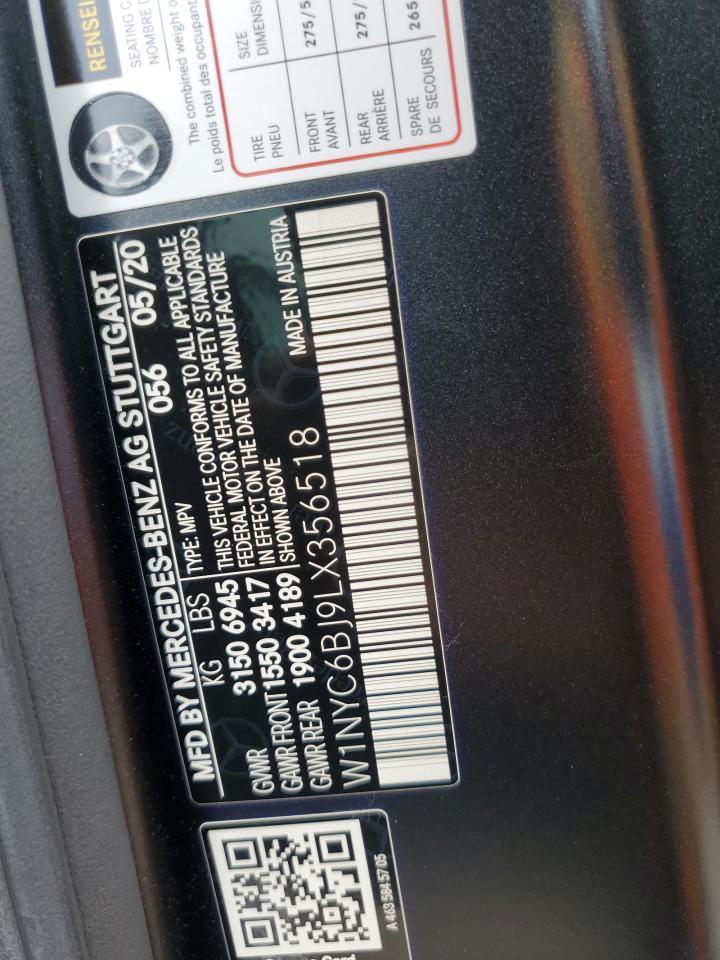 MFD BY MERCEDES-BENZ AG STUTTGART
KG LBS
056 05/20
GVWR 3150 6945
GAWR FRONT 1550 3417
GAWR REAR 1900 4189
TYPE: MPV
THIS VEHICLE CONFORMS TO ALL APPLICABLE
FEDERAL MOTOR VEHICLE SAFETY STANDARDS
IN EFFECT ON THE DATE OF MANUFACTURE
SHOWN ABOVE
MADE IN AUSTRIA
W1NYC6BJ9LX356518
RENSEI
SEATING C
NOMBRE D
The combined weight o
Le poids total des occupant
TIRE SIZE
PNEU DIMENSI
FRONT 275/5
AVANT
REAR 275/
ARRIÈRE
SPARE 265
DE SECOURS
A 463 584 57 05